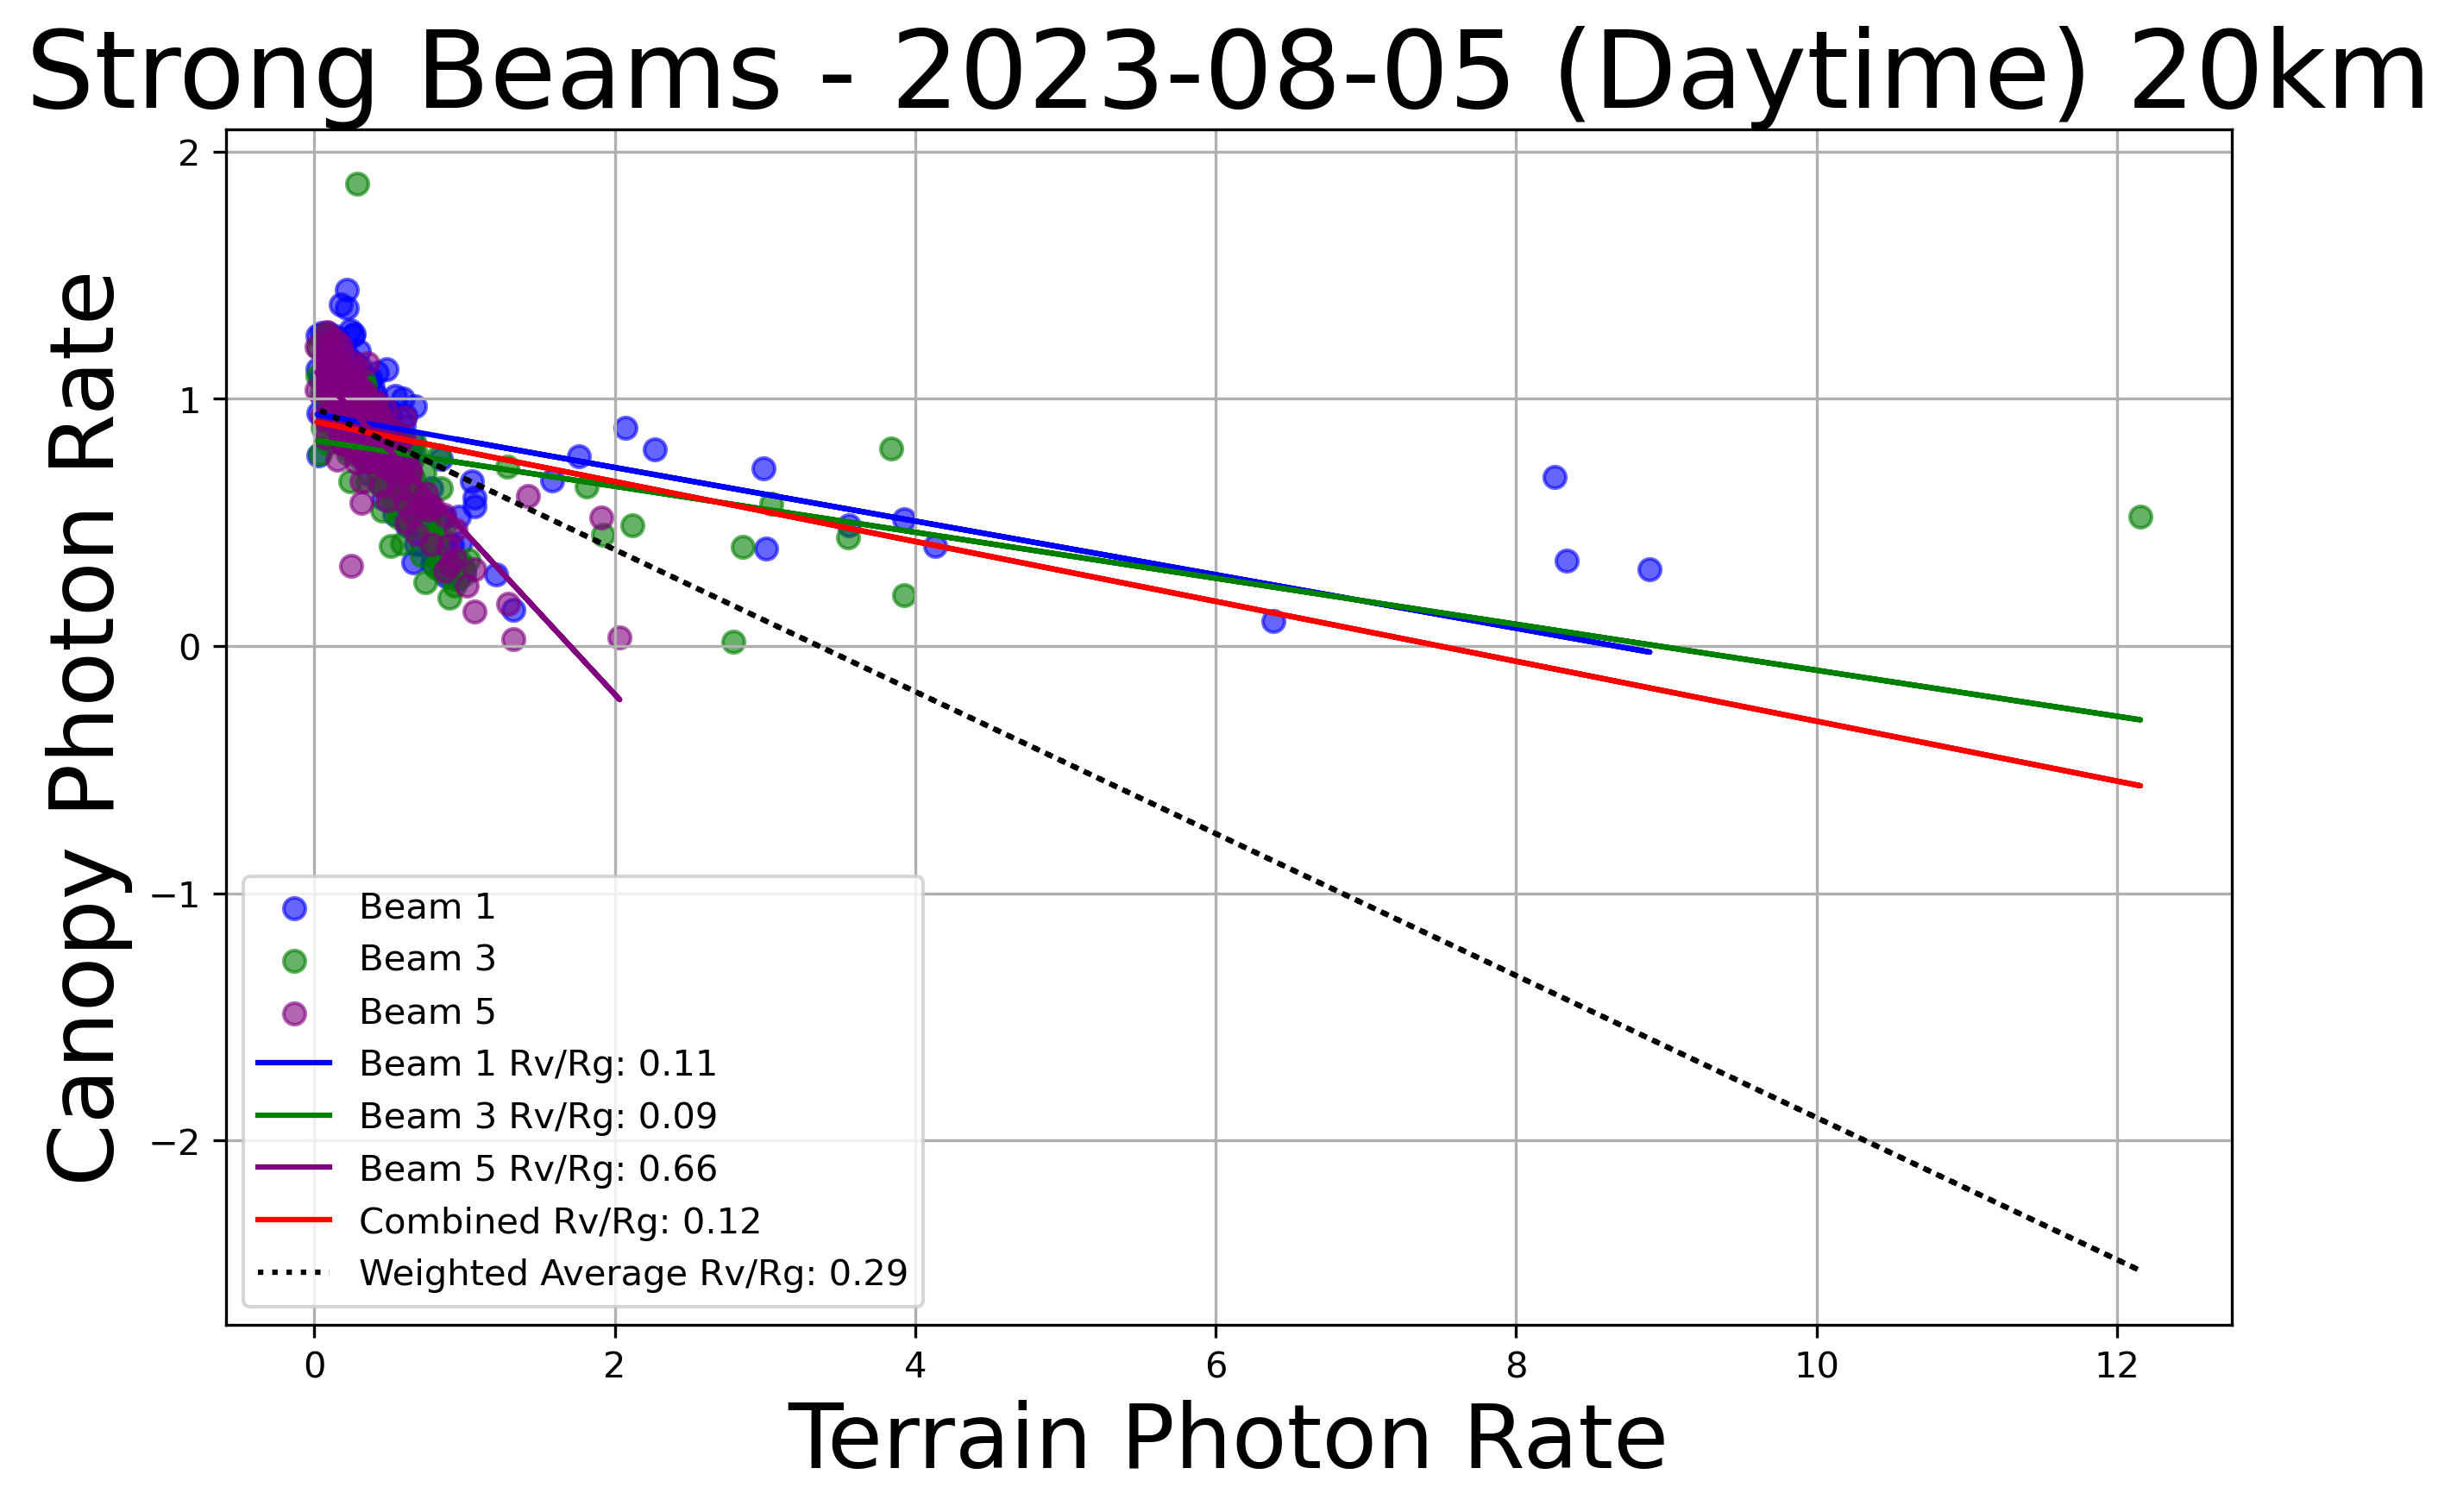 Strong Beams - 2023-08-05 (Daytime) 20km
Canopy Photon Rate
2
1
0
−1
−2
Beam 1
Beam 3
Beam 5
Beam 1 Rv/Rg: 0.11
Beam 3 Rv/Rg: 0.09
Beam 5 Rv/Rg: 0.66
Combined Rv/Rg: 0.12
Weighted Average Rv/Rg: 0.29
0 2 4 6 8 10 12
Terrain Photon Rate